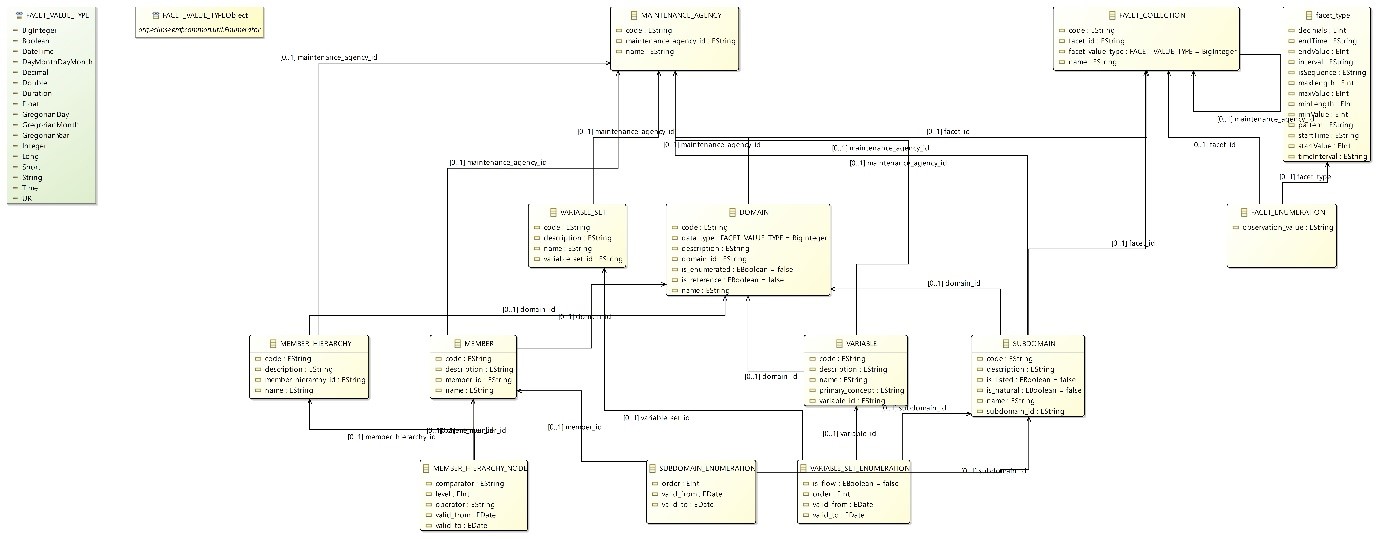 FACET_VALUE_TYPE
BigInteger
Boolean
DateTime
DayMonthDayMonth
Decimal
Double
Duration
Float
GregorianDay
GregorianMonth
GregorianYear
Integer
Long
Short
String
Time
URI
FACET_VALUE_TYPEObject
org.eclipse.emf.common.util.Enumerator
MAINTENANCE_AGENCY
code : EString
maintenance_agency_id : EString
name : EString
FACET_COLLECTION
code : EString
facet_id : EString
facet_value_type : FACET_VALUE_TYPE = BigInteger
name : EString
facet_type
decimals : EInt
endTime : EString
endValue : EInt
interval : EString
isSequence : EString
maxLength : EInt
maxValue : EInt
minLength : EInt
minValue : EInt
pattern : EString
startTime : EString
startValue : EInt
timeInterval : EString
[0..1] maintenance_agency_id
[0..1] maintenance_agency_id
[0..1] maintenance_agency_id
[0..1] maintenance_agency_id
[0..1] maintenance_agency_id
[0..1] maintenance_agency_id
[0..1] maintenance_agency_id
[0..1] facet_id
[0..1] facet_id
[0..1] facet_type
VARIABLE_SET
code : EString
description : EString
name : EString
variable_set_id : EString
DOMAIN
code : EString
data_type : FACET_VALUE_TYPE = BigInteger
description : EString
domain_id : EString
is_enumerated : EBoolean = false
is_reference : EBoolean = false
name : EString
FACET_ENUMERATION
observation_value : EString
[0..1] facet_id
[0..1] domain_id
[0..1] domain_id
[0..1] domain_id
[0..1] domain_id
MEMBER_HIERARCHY
code : EString
description : EString
member_hierarchy_id : EString
name : EString
MEMBER
code : EString
description : EString
member_id : EString
name : EString
VARIABLE
code : EString
description : EString
name : EString
primary_concept : EString
variable_id : EString
SUBDOMAIN
code : EString
description : EString
is_listed : EBoolean = false
is_natural : EBoolean = false
name : EString
subdomain_id : EString
[0..1] member_hierarchy_id
[0..1] member_id
[0..1] variable_set_id
[0..1] variable_id
[0..1] subdomain_id
[0..1] subdomain_id
MEMBER_HIERARCHY_NODE
comparator : EString
level : EInt
operator : EString
valid_from : EDate
valid_to : EDate
SUBDOMAIN_ENUMERATION
order : EInt
valid_from : EDate
valid_to : EDate
VARIABLE_SET_ENUMERATION
is_flow : EBoolean = false
order : EInt
valid_from : EDate
valid_to : EDate